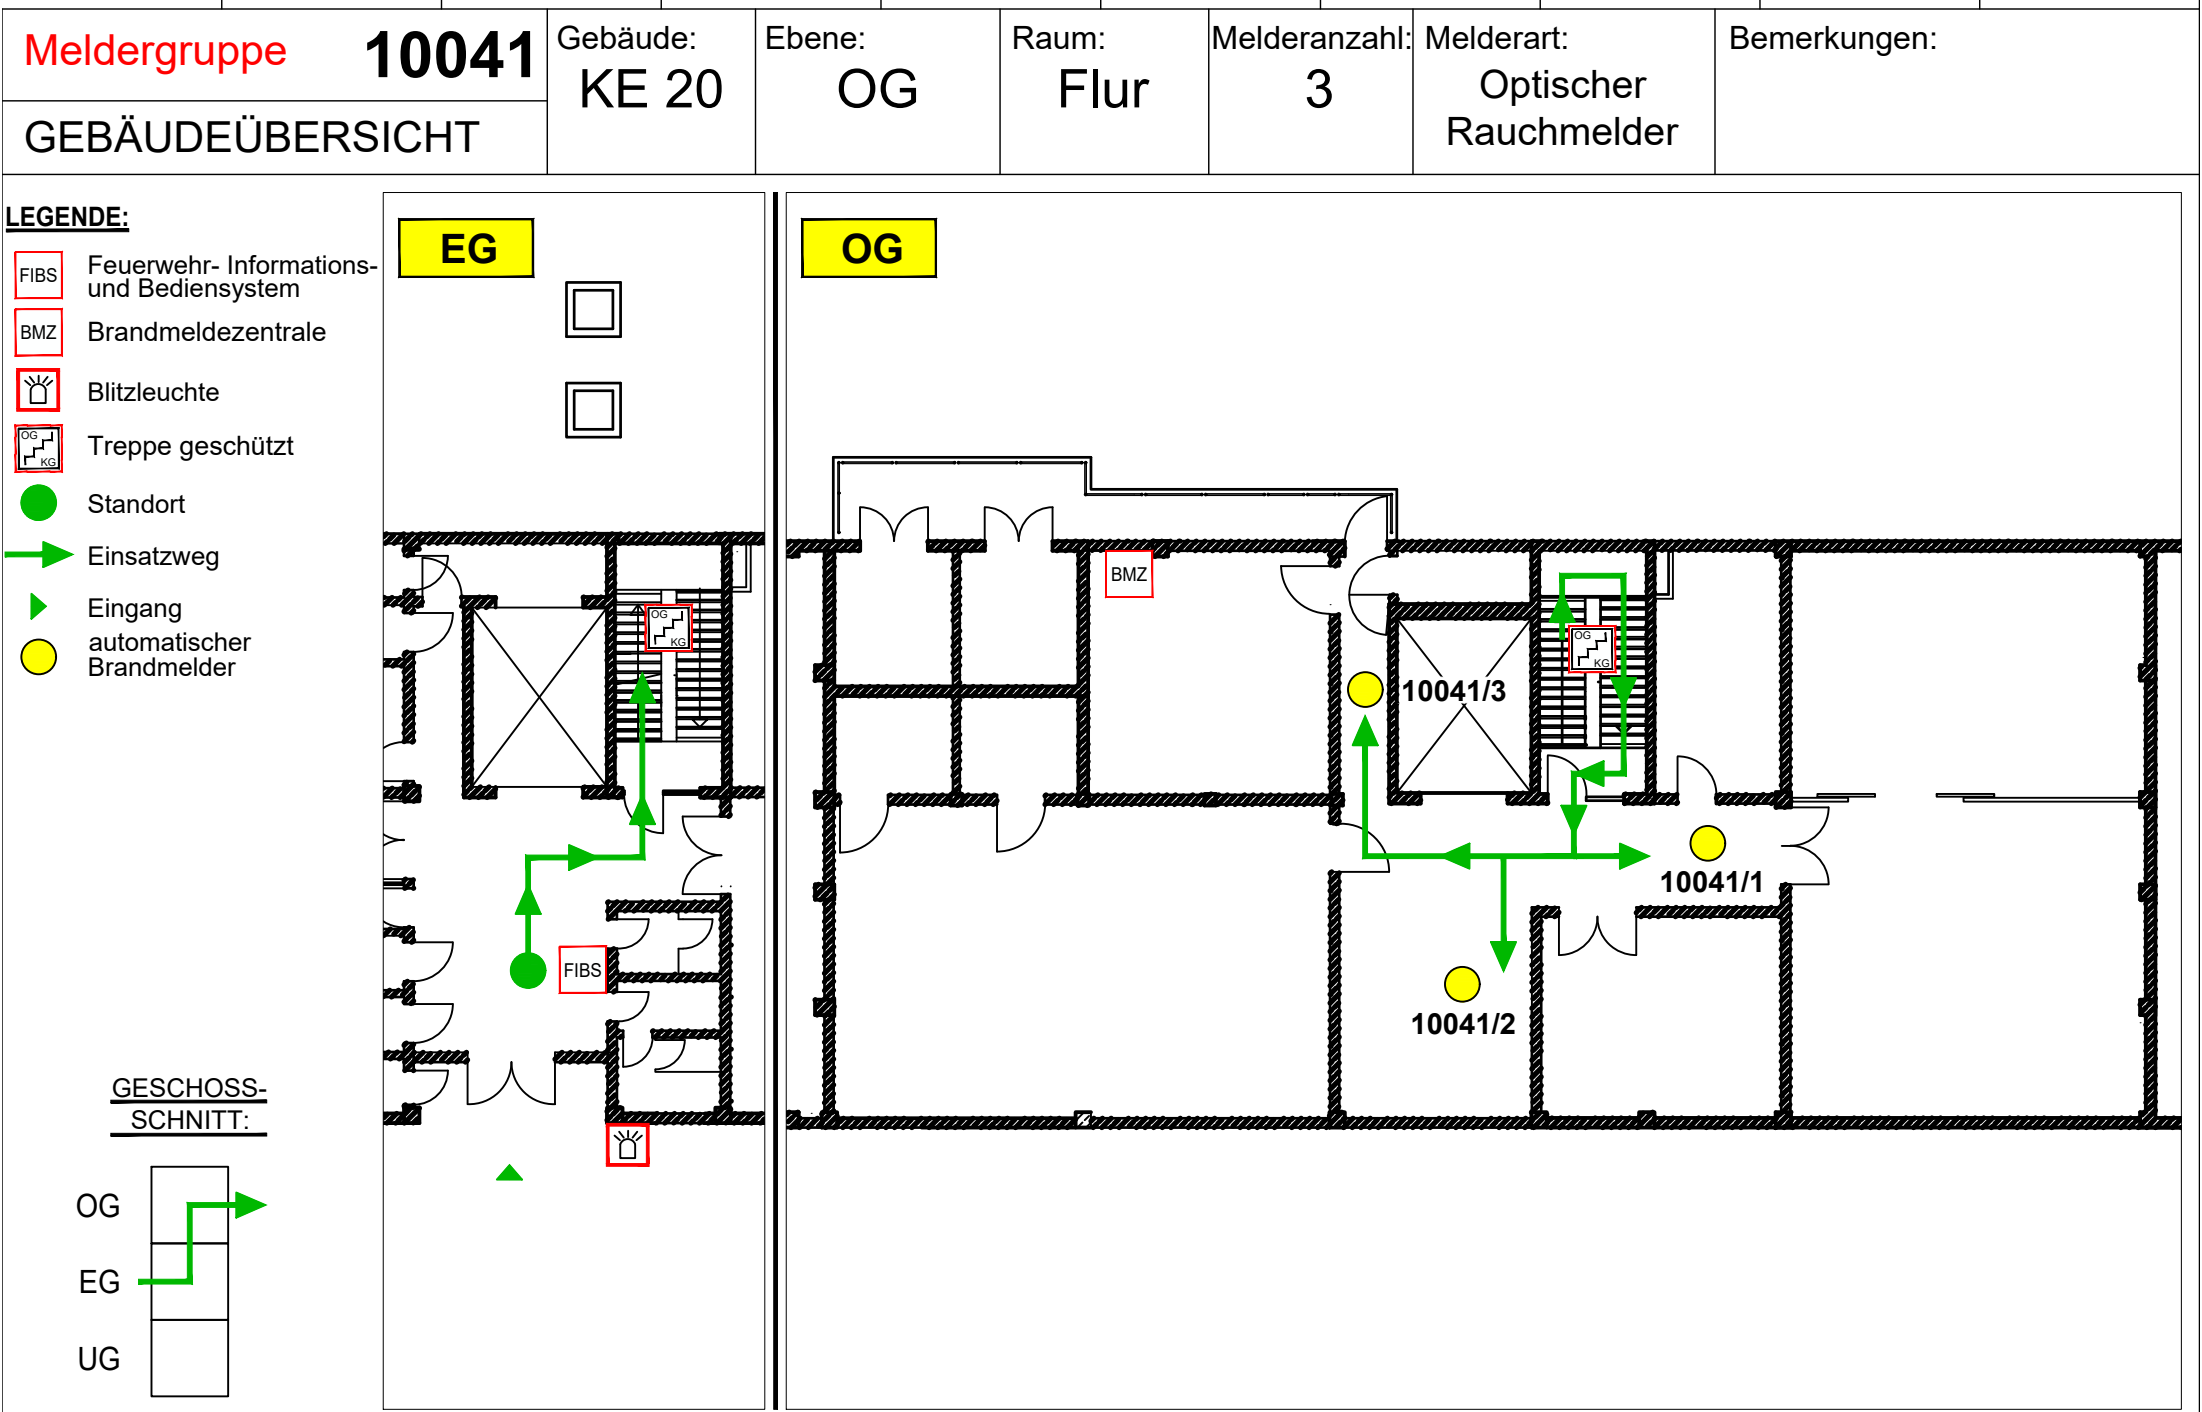 Meldergruppe 10041
GEBÄUDEÜBERSICHT
Gebäude:
KE 20
Ebene:
OG
Raum:
Flur
Melderanzahl:
3
Melderart:
Optischer
Rauchmelder
Bemerkungen:
LEGENDE:
FIBS
Feuerwehr- Informations-
und Bediensystem
BMZ
Brandmeldezentrale
Blitzleuchte
OG
KG
Treppe geschützt
Standort
Einsatzweg
Eingang
automatischer
Brandmelder
GESCHOSS-
SCHNITT:
OG
EG
UG
EG
OG
KG
FIBS
OG
BMZ
OG
KG
10041/3
10041/1
10041/2